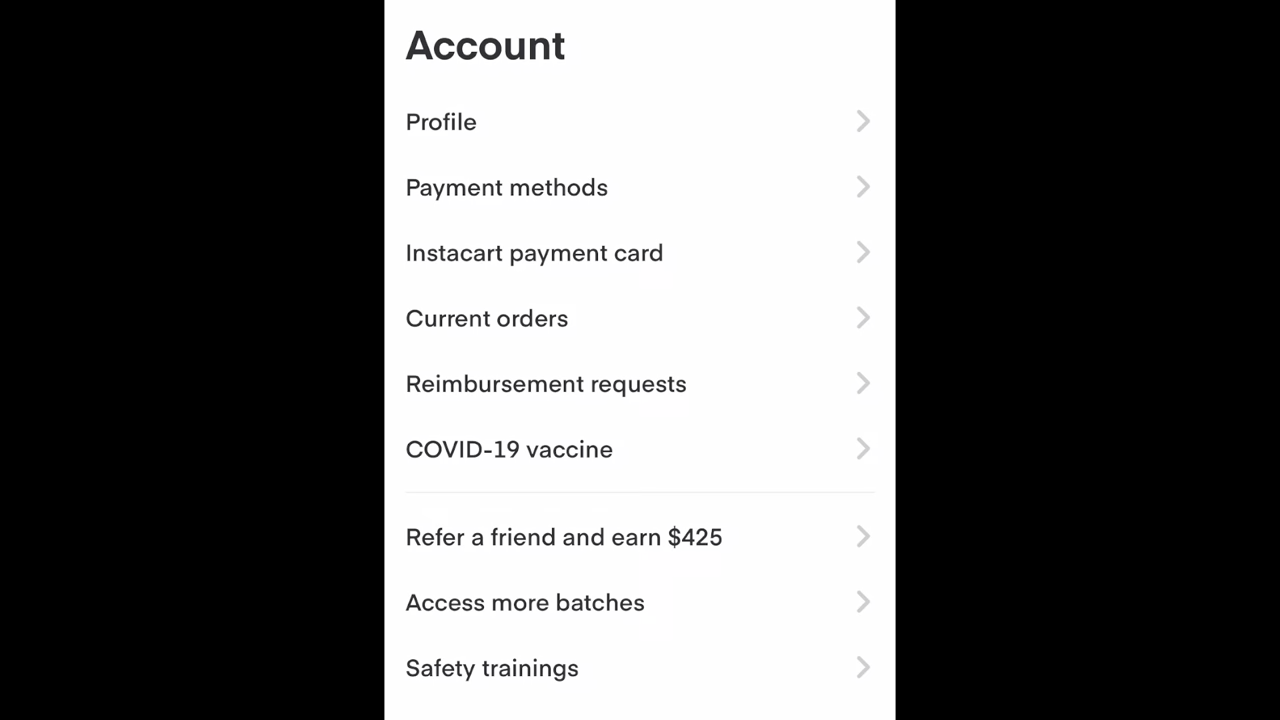 Account
Profile
Payment methods
Instacart payment card
Current orders
Reimbursement requests
COVID-19 vaccine
Refer a friend and earn $425
Access more batches
Safety trainings